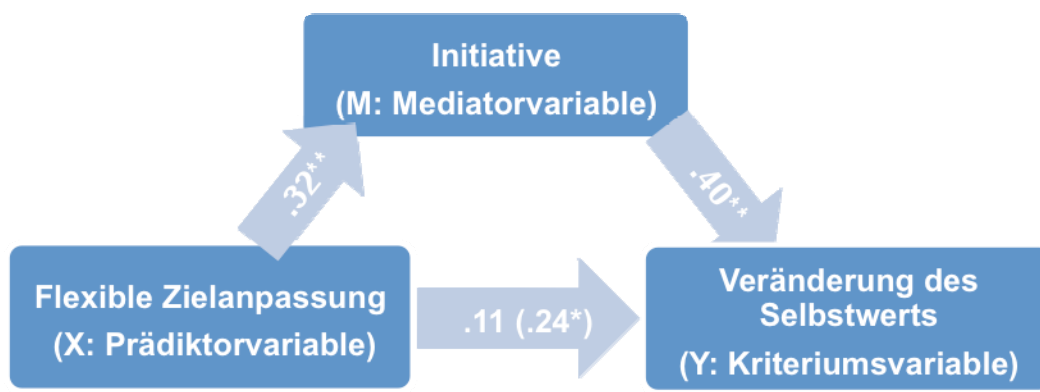 Initiative
(M: Mediatorvariable)
.32**
.40**
Flexible Zielanpassung
(X: Prädiktorvariable)
.11 (.24*)
Veränderung des
Selbstwerts
(Y: Kriteriumsvariable)